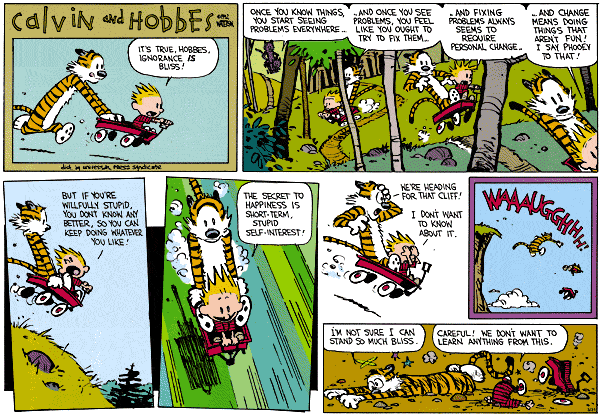 CALVIN and HOBBES
BY WATTERSON
IT'S TRUE, HOBBES,
IGNORANCE IS
BLISS!
ONCE YOU KNOW THINGS,
YOU START SEEING
PROBLEMS EVERYWHERE...
..AND ONCE YOU SEE
PROBLEMS, YOU FEEL
LIKE YOU OUGHT TO
TRY TO FIX THEM...
..AND FIXING
PROBLEMS ALWAYS
SEEMS TO
REQUIRE
PERSONAL CHANGE...
..AND CHANGE
MEANS DOING
THINGS THAT
AREN'T FUN!
I SAY PHOOEY
TO THAT!
BUT IF YOU'RE
WILLFULLY STUPID,
YOU DON'T KNOW ANY
BETTER, SO YOU CAN
KEEP DOING WHATEVER
YOU LIKE!
THE SECRET TO
HAPPINESS IS
SHORT-TERM,
STUPID
SELF-INTEREST!
WE'RE HEADING
FOR THAT CLIFF!
I DON'T WANT
TO KNOW
ABOUT IT.
WAAAUGGHHH!
I'M NOT SURE I CAN
STAND SO MUCH BLISS.
CAREFUL! WE DON'T WANT TO
LEARN ANYTHING FROM THIS.